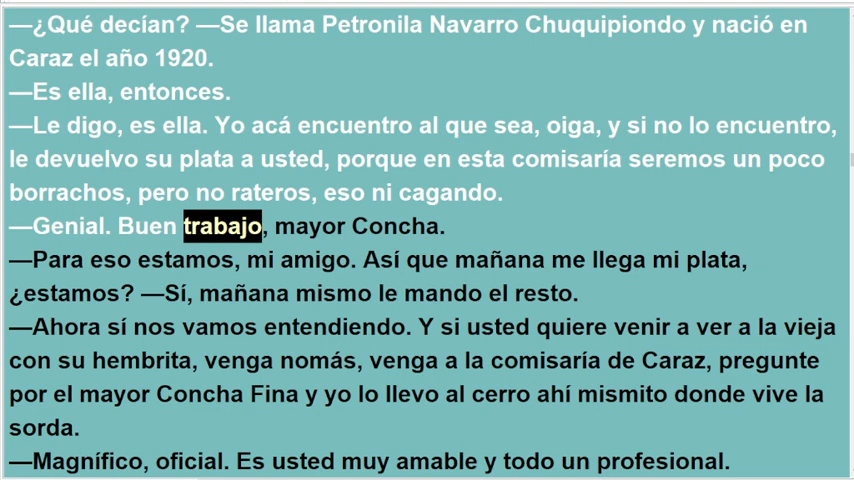 —¿Qué decían? —Se llama Petronila Navarro Chuquipiondo y nació en
Caraz el año 1920.
—Es ella, entonces.
—Le digo, es ella. Yo acá encuentro al que sea, oiga, y si no lo encuentro,
le devuelvo su plata a usted, porque en esta comisaría seremos un poco
borrachos, pero no rateros, eso ni cagando.
—Genial. Buen trabajo, mayor Concha.
—Para eso estamos, mi amigo. Así que mañana me llega mi plata,
¿estamos? —Sí, mañana mismo le mando el resto.
—Ahora sí nos vamos entendiendo. Y si usted quiere venir a ver a la vieja
con su hembrita, venga nomás, venga a la comisaría de Caraz, pregunte
por el mayor Concha Fina y yo lo llevo al cerro ahí mismito donde vive la
sorda.
—Magnífico, oficial. Es usted muy amable y todo un profesional.